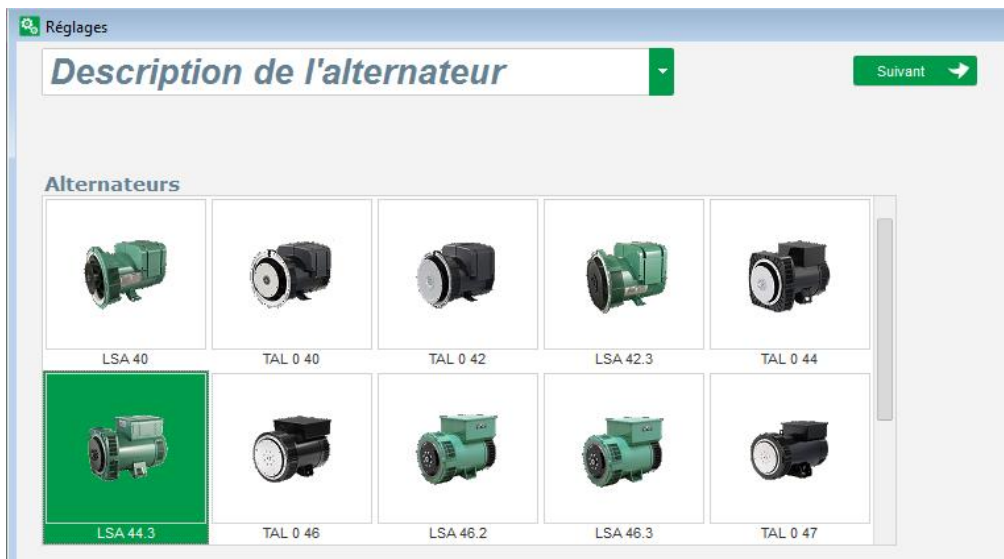 Réglages
Description de l'alternateur
Suivant
Alternateurs
LSA 40
TAL 0 40
TAL 0 42
LSA 42.3
TAL 0 44
LSA 44.3
TAL 0 46
LSA 46.2
LSA 46.3
TAL 0 47